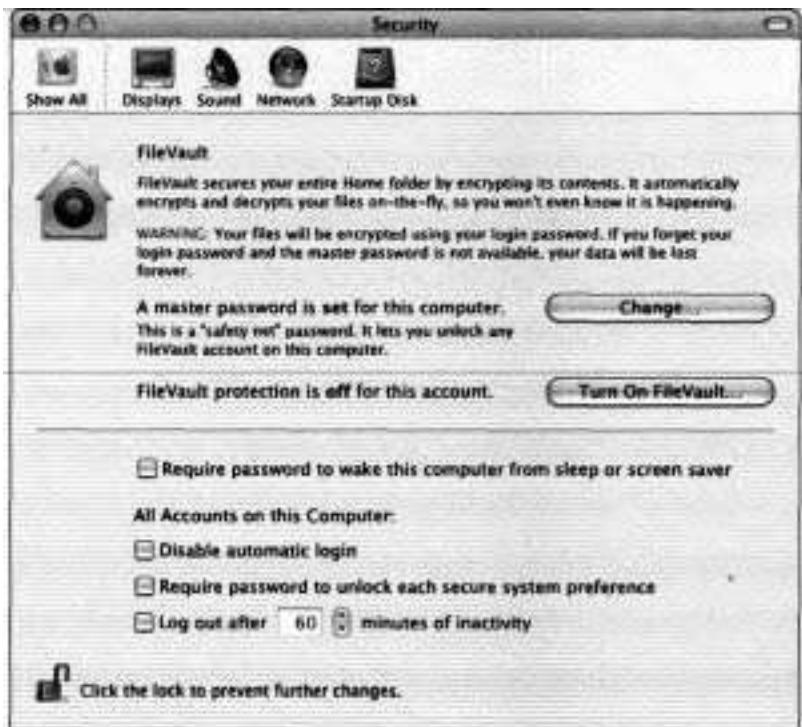 Security
Show All Displays Sound Network Startup Disk
FileVault
FileVault secures your entire Home folder by encrypting its contents. It automatically
encrypts and decrypts your files on-the-fly, so you won't even know it is happening.
WARNING: Your files will be encrypted using your login password. If you forget your
login password and the master password is not available, your data will be lost
forever.
A master password is set for this computer.
Change...
This is a "safety net" password. It lets you unlock any
FileVault account on this computer.
FileVault protection is off for this account.
Turn On FileVault...
Require password to wake this computer from sleep or screen saver
All Accounts on this Computer:
Disable automatic login
Require password to unlock each secure system preference
Log out after 60 minutes of inactivity
Click the lock to prevent further changes.